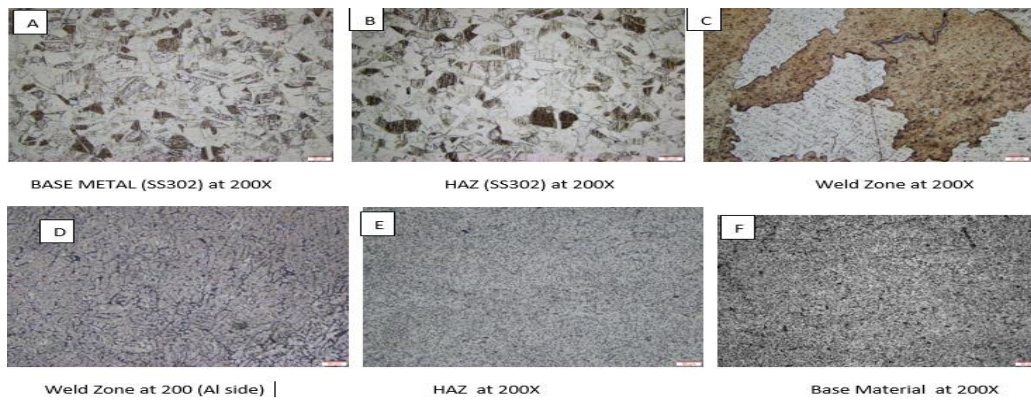 A
B
C
BASE METAL (SS302) at 200X
HAZ (SS302) at 200X
Weld Zone at 200X
D
E
F
Weld Zone at 200 (Al side)
HAZ at 200X
Base Material at 200X